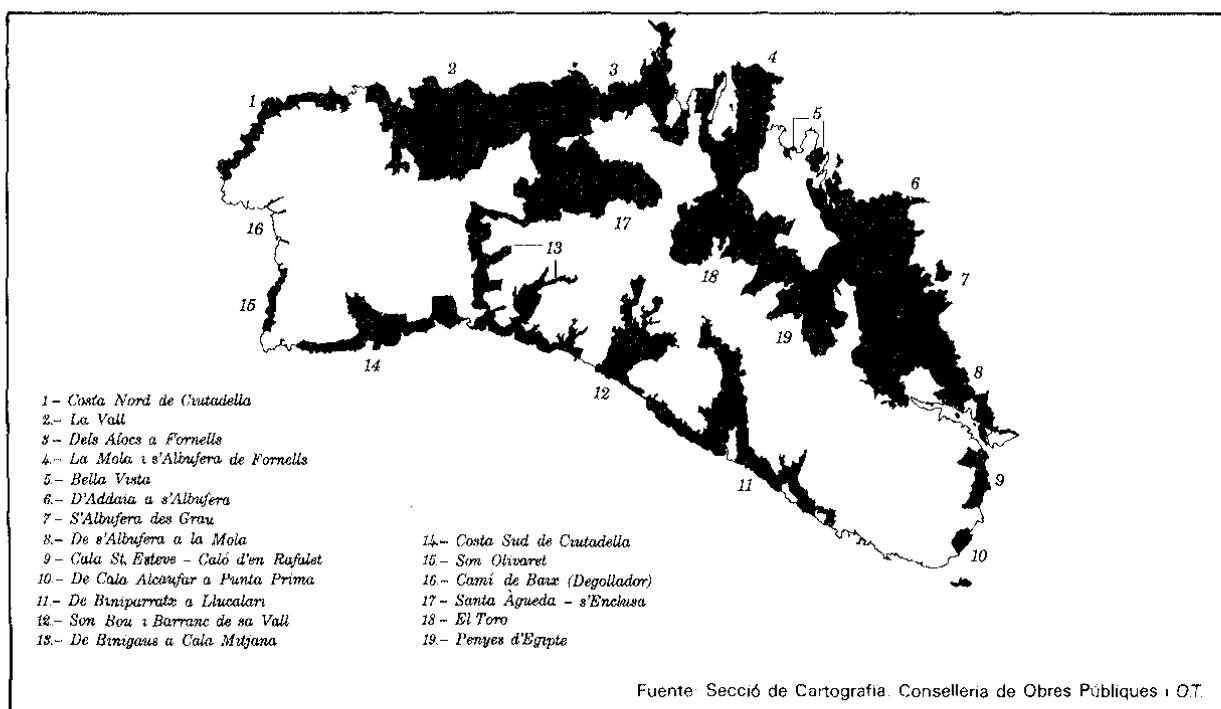 1
2
3
4
5
6
7
8
9
10
11
12
13
14
15
16
17
18
19
1 - Costa Nord de Ciutadella
2.- La Vall
3 - Dels Alocs a Fornells
4.- La Mola i s'Albufera de Fornells
5.- Bella Vista
6.- D'Addaia a s'Albufera
7 - S'Albufera des Grau
8.- De s'Albufera a la Mola
9 - Cala St. Esteve - Caló d'en Rafalet
10.- De Cala Alcaufar a Punta Prima
11.- De Biniparratx a Llucalari
12.- Son Bou i Barranc de sa Vall
13.- De Binigaus a Cala Mitjana
14.- Costa Sud de Ciutadella
15.- Son Olivaret
16.- Camí de Baix (Degollador)
17 - Santa Àgueda - s'Enclusa
18 - El Toro
19.- Penyes d'Egipte
Fuente: Secció de Cartografia. Conselleria de Obres Públiques i O.T.